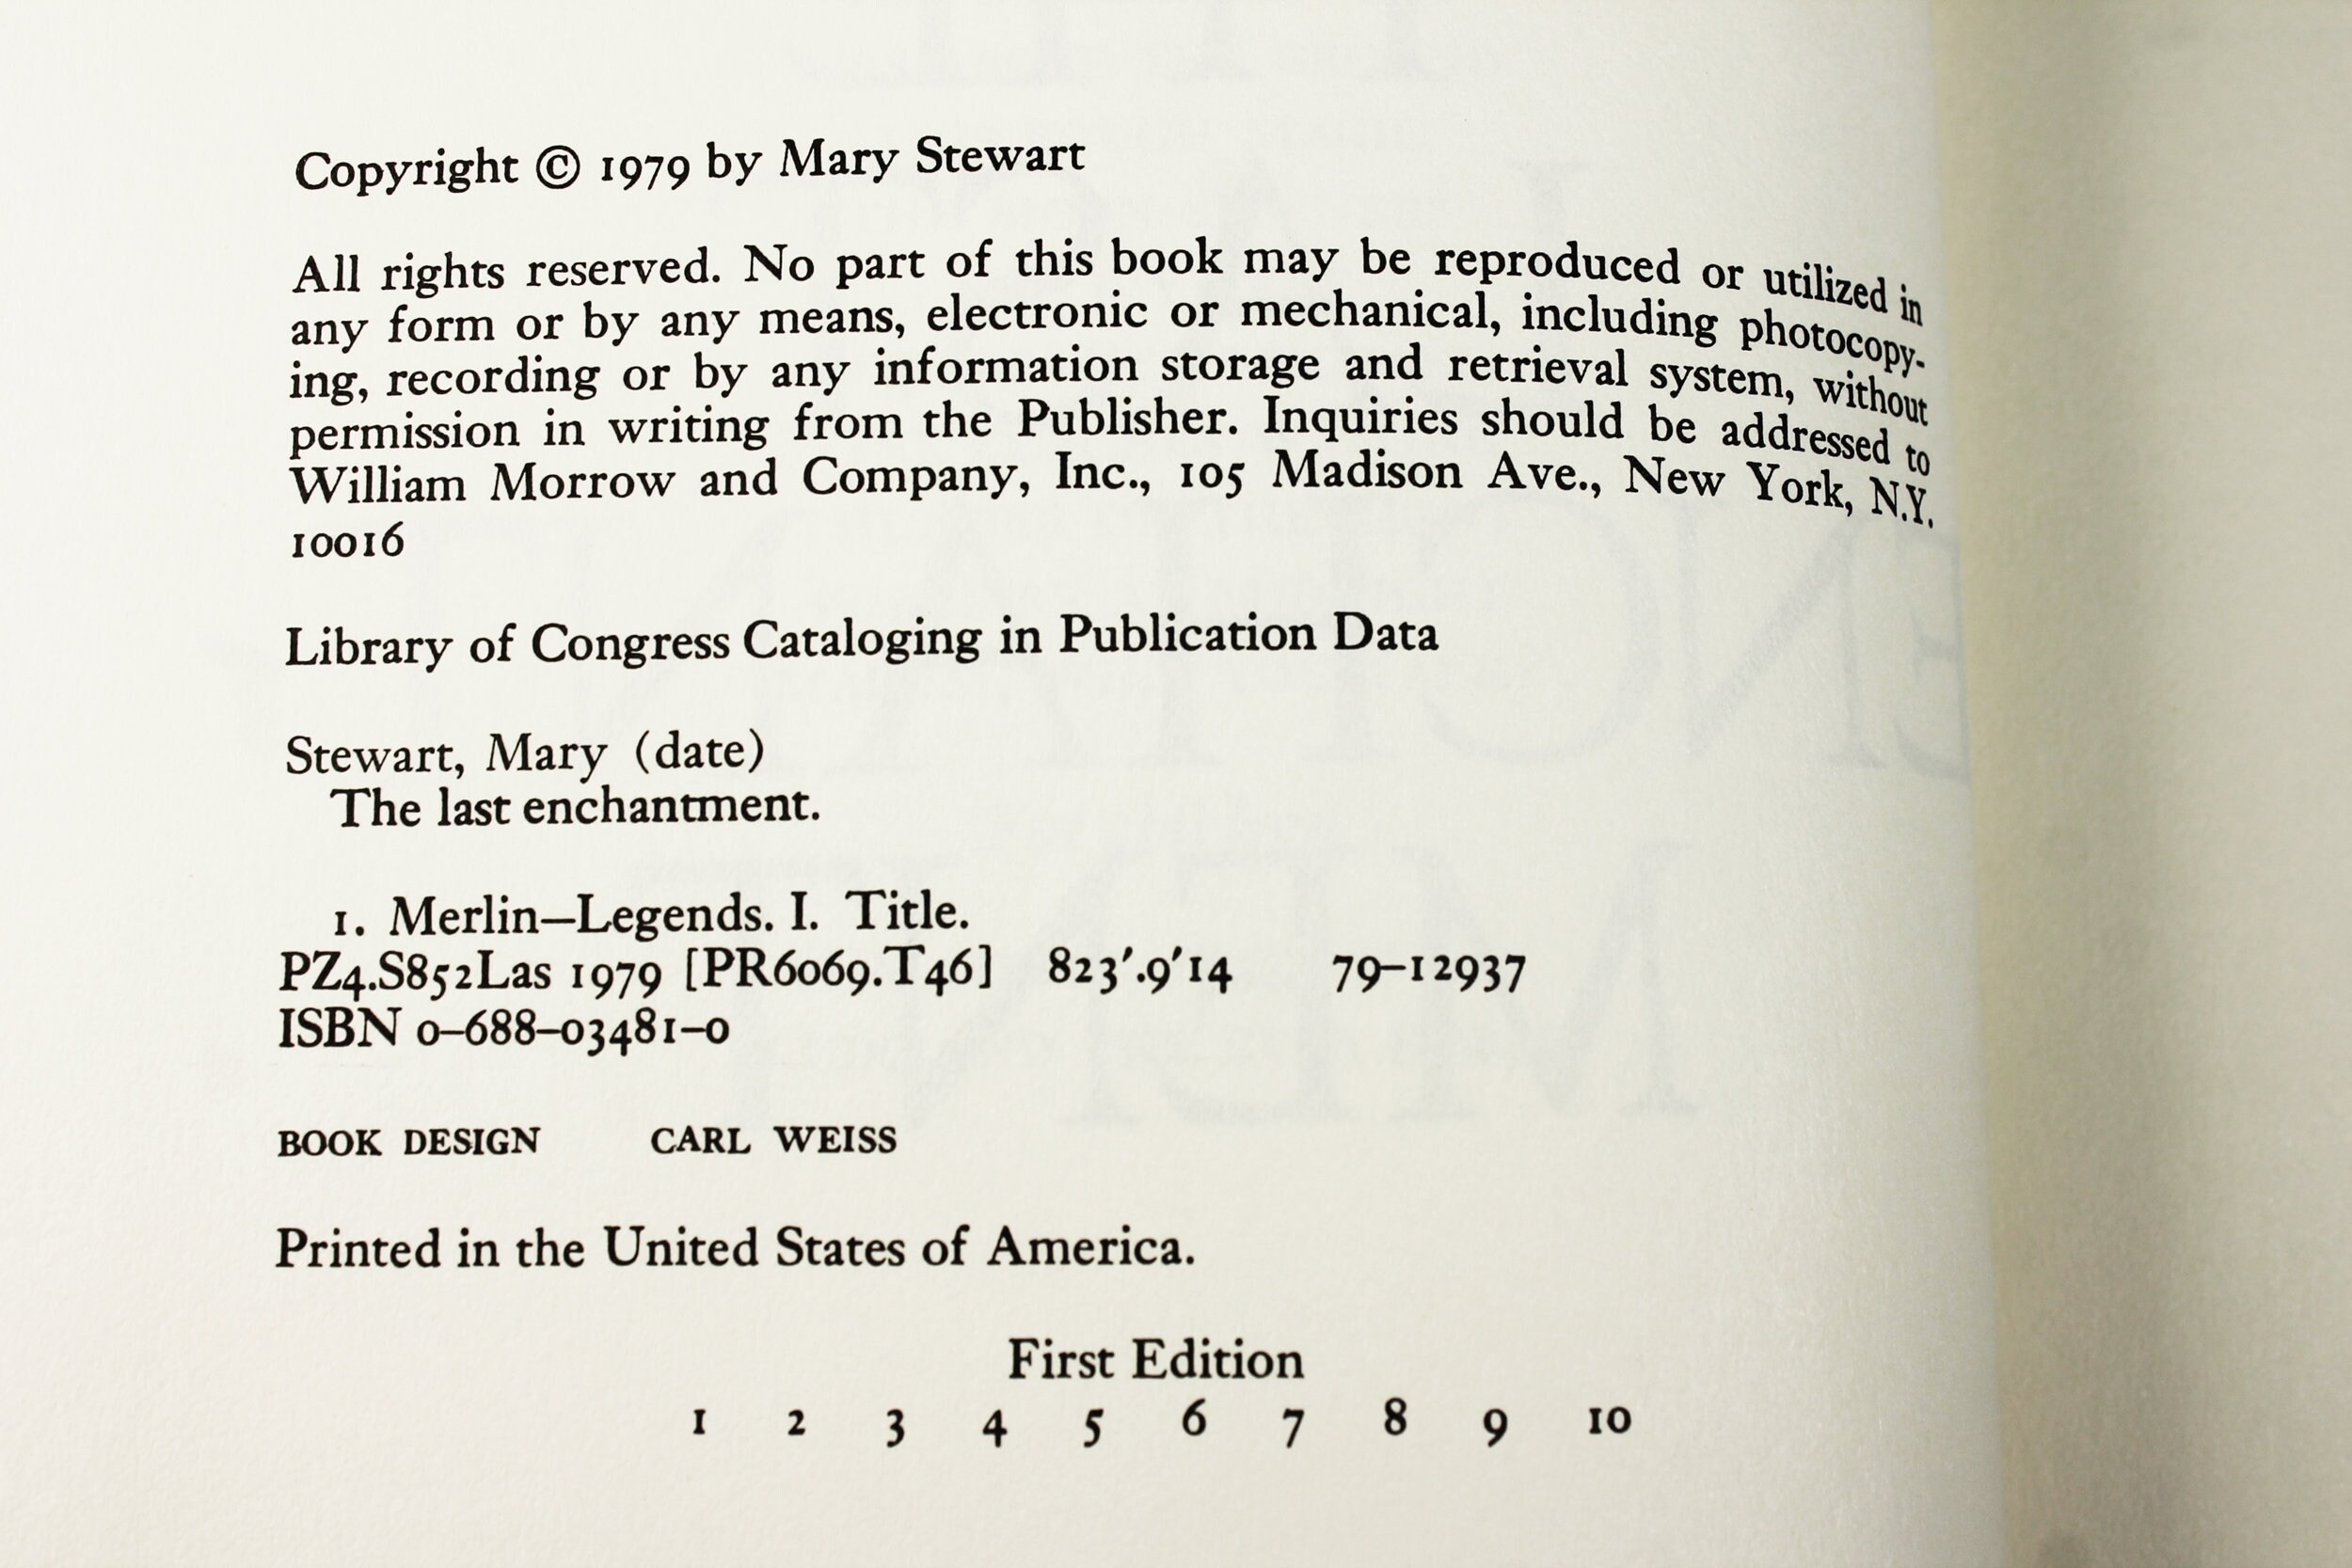 Copyright © 1979 by Mary Stewart
All rights reserved. No part of this book may be reproduced or utilized in
any form or by any means, electronic or mechanical, including photocopy-
ing, recording or by any information storage and retrieval system, without
permission in writing from the Publisher. Inquiries should be addressed to
William Morrow and Company, Inc., 105 Madison Ave., New York, N.Y.
10016
Library of Congress Cataloging in Publication Data
Stewart, Mary (date)
The last enchantment.
1. Merlin—Legends. I. Title.
PZ4.S852Las 1979 [PR6069.T46] 823′.9′14 79–12937
ISBN 0–688–03481–0
BOOK DESIGN CARL WEISS
Printed in the United States of America.
First Edition
1 2 3 4 5 6 7 8 9 10